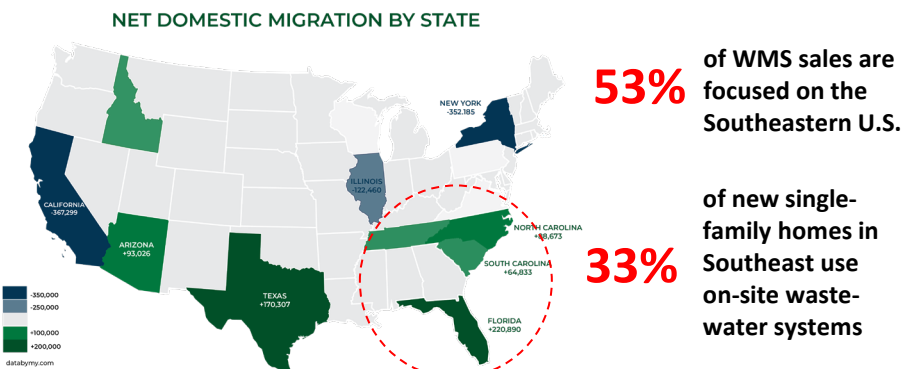 NET DOMESTIC MIGRATION BY STATE
NEW YORK
-352.185
ILLINOIS
-122,460
CALIFORNIA
-367,299
ARIZONA
+93,026
TEXAS
+170,307
NORTH CAROLINA
+88,673
SOUTH CAROLINA
+64,833
FLORIDA
+220,890
-350,000
-250,000
+100,000
+200,000
databymy.com
53%
of WMS sales are
focused on the
Southeastern U.S.
33%
of new single-
family homes in
Southeast use
on-site waste-
water systems